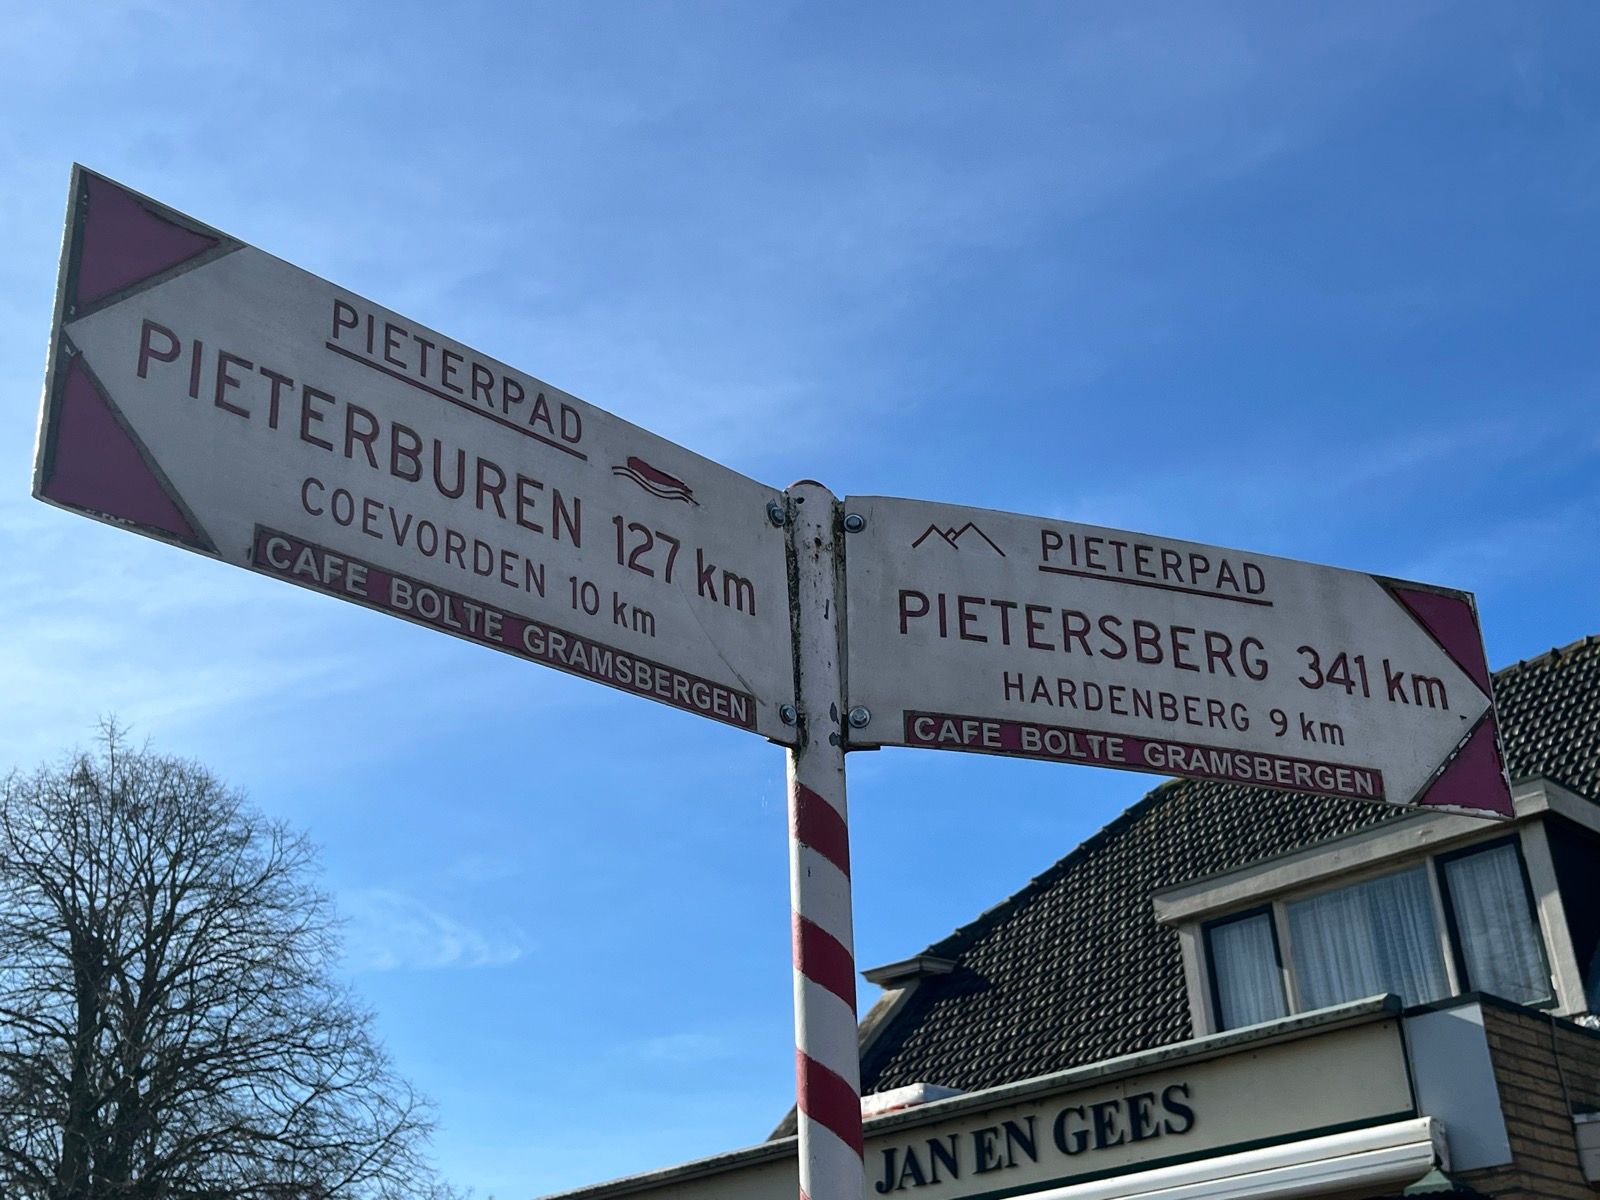 PIETERPAD
PIETERBUREN 127 km
COEVORDEN 10 km
CAFE BOLTE GRAMSBERGEN
PIETERPAD
PIETERSBERG 341 km
HARDENBERG 9 km
CAFE BOLTE GRAMSBERGEN
JAN EN GEES